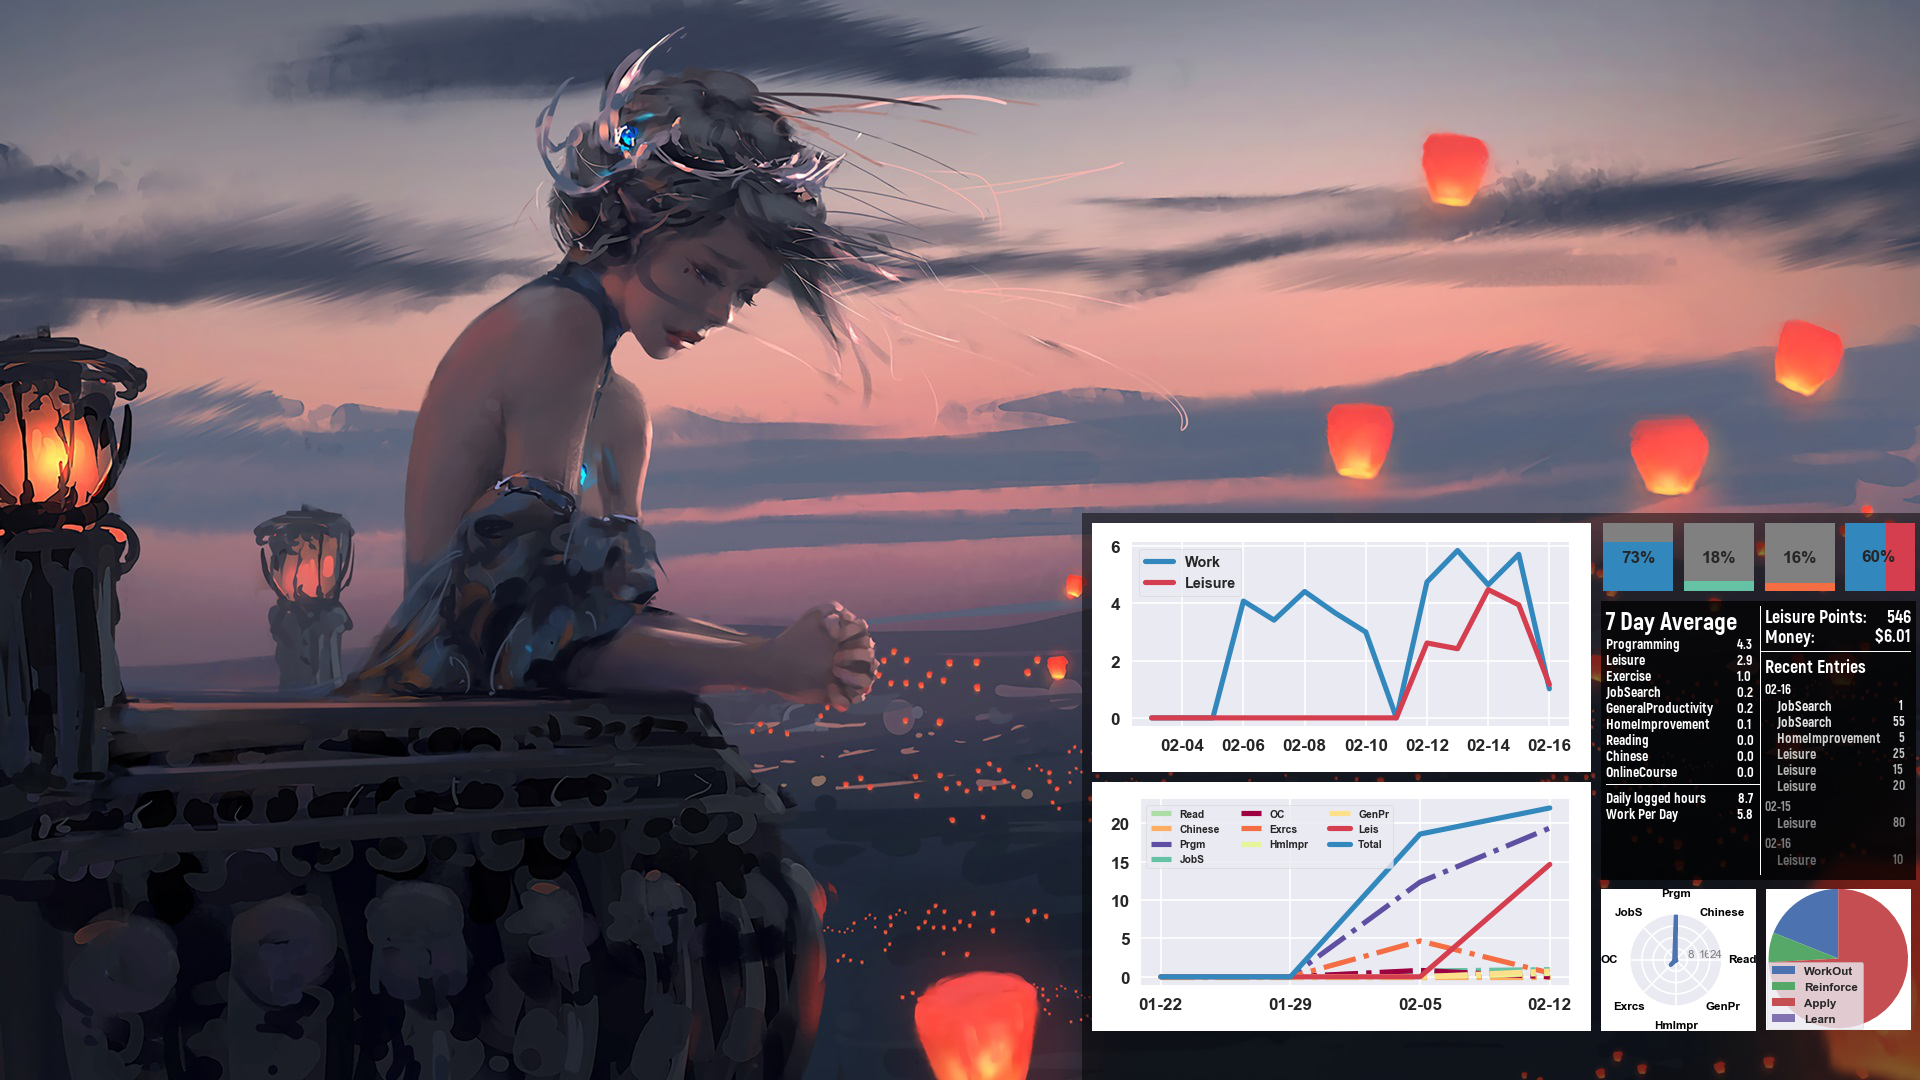 6
4
2
0
Work
Leisure
02-04 02-06 02-08 02-10 02-12 02-14 02-16
20
15
10
5
0
Read OC GenPr
Chinese Exrcs Leis
Prgm HmImpr Total
JobS
01-22 01-29 02-05 02-12
73% 18% 16% 60%
7 Day Average
Programming 4.3
Leisure 2.9
Exercise 1.0
JobSearch 0.2
GeneralProductivity 0.2
HomeImprovement 0.1
Reading 0.0
Chinese 0.0
OnlineCourse 0.0
Daily logged hours 8.7
Work Per Day 5.8
Leisure Points: 546
Money: $6.01
Recent Entries
02-16
JobSearch 1
JobSearch 55
HomeImprovement 5
Leisure 25
Leisure 15
Leisure 20
02-15
Leisure 80
02-16
Leisure 10
Prgm
JobS Chinese
OC 8 1624 Read
Exrcs GenPr
HmImpr
WorkOut
Reinforce
Apply
Learn